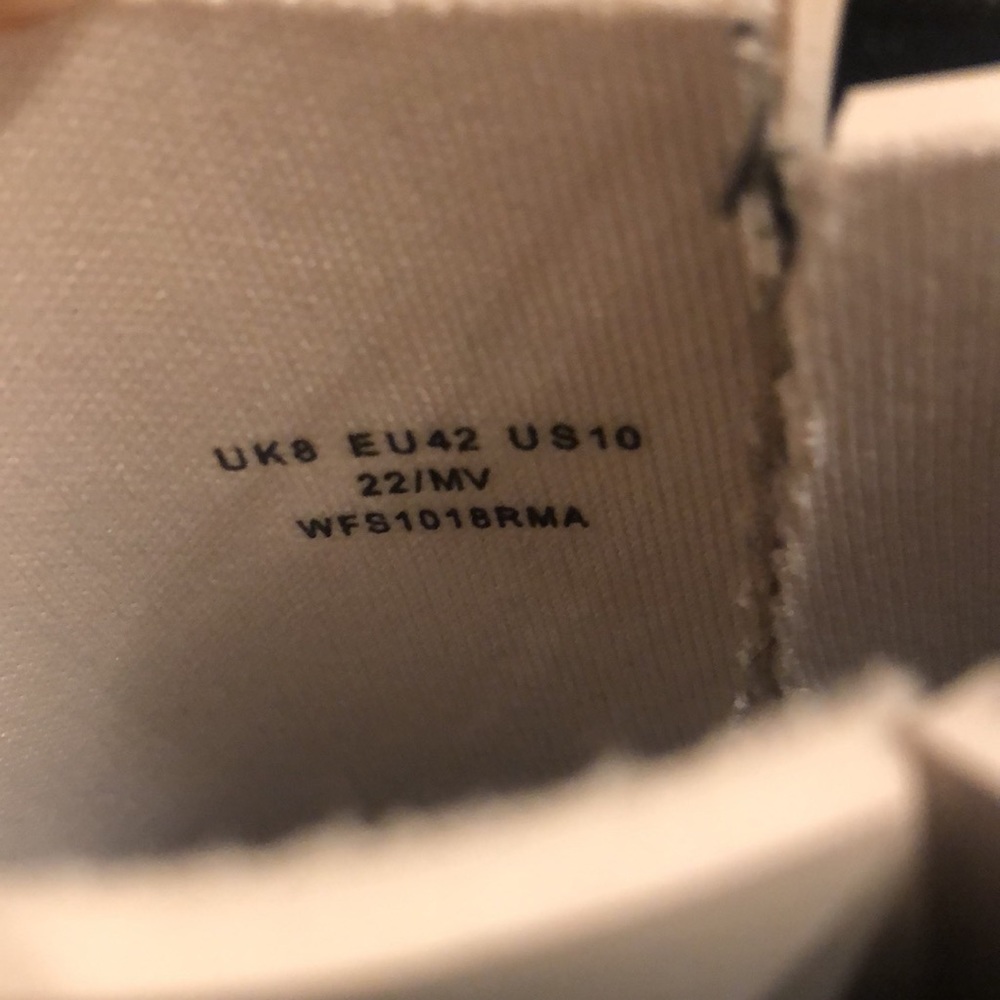 UK8 EU42 US10
22/MV
WFS1018RMA